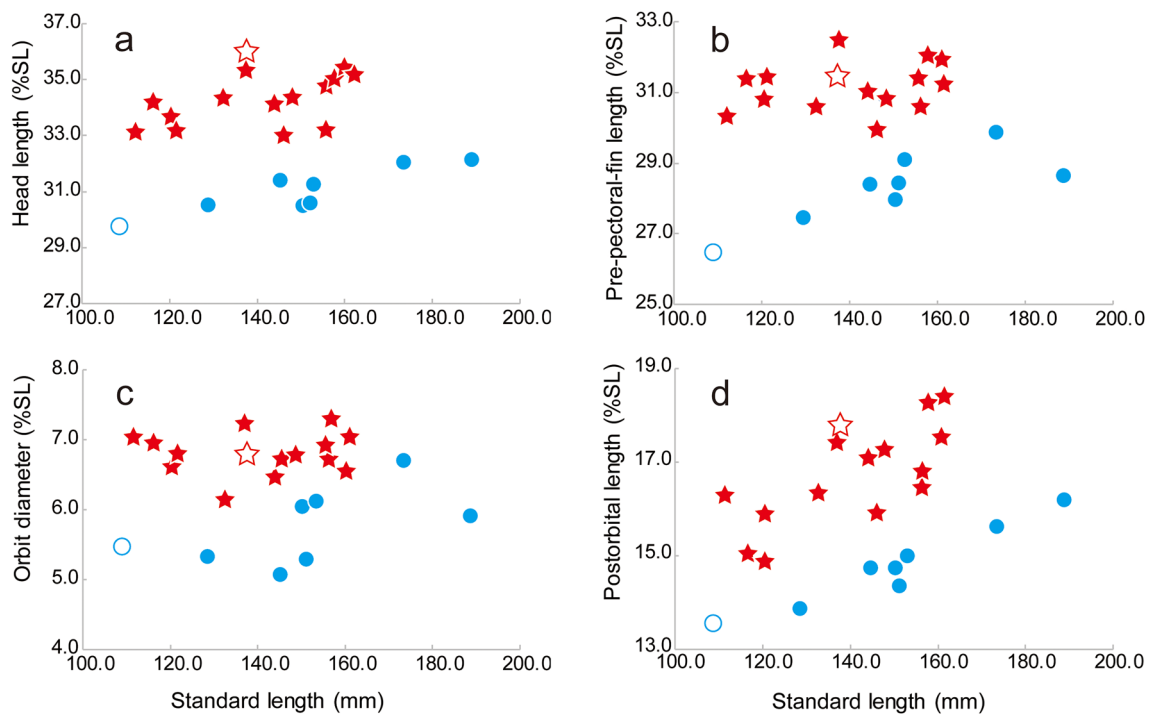 a
Head length (%SL)
37.0
35.0
33.0
31.0
29.0
27.0
100.0 120.0 140.0 160.0 180.0 200.0
b
Pre-pectoral-fin length (%SL)
33.0
31.0
29.0
27.0
25.0
100.0 120.0 140.0 160.0 180.0 200.0
c
Orbit diameter (%SL)
8.0
7.0
6.0
5.0
4.0
100.0 120.0 140.0 160.0 180.0 200.0
Standard length (mm)
d
Postorbital length (%SL)
19.0
17.0
15.0
13.0
100.0 120.0 140.0 160.0 180.0 200.0
Standard length (mm)